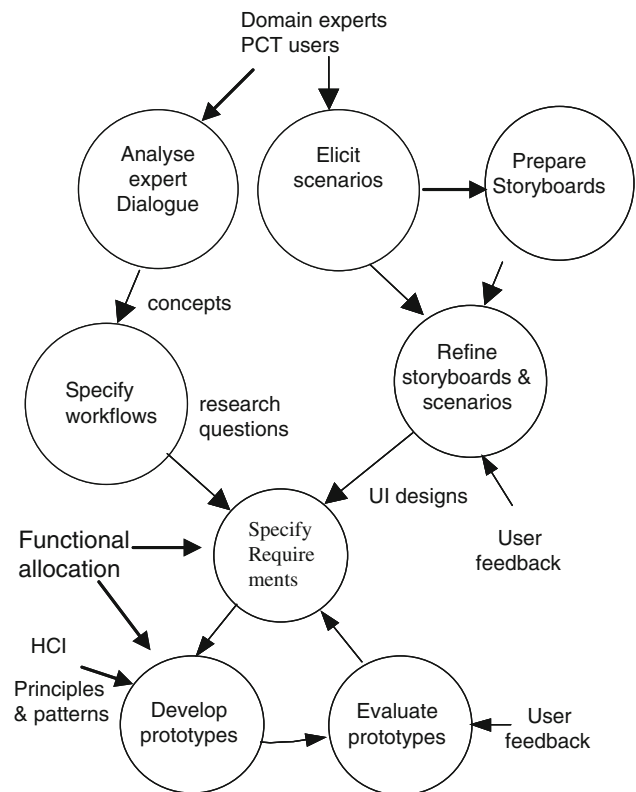 Domain experts
PCT users
Analyse
expert
Dialogue
Elicit
scenarios
Prepare
Storyboards
concepts
Specify
workflows
research
questions
Refine
storyboards &
scenarios
UI designs
User
feedback
Functional
allocation
Specify
Require
ments
HCI
Principles
& patterns
Develop
prototypes
Evaluate
prototypes
User
feedback